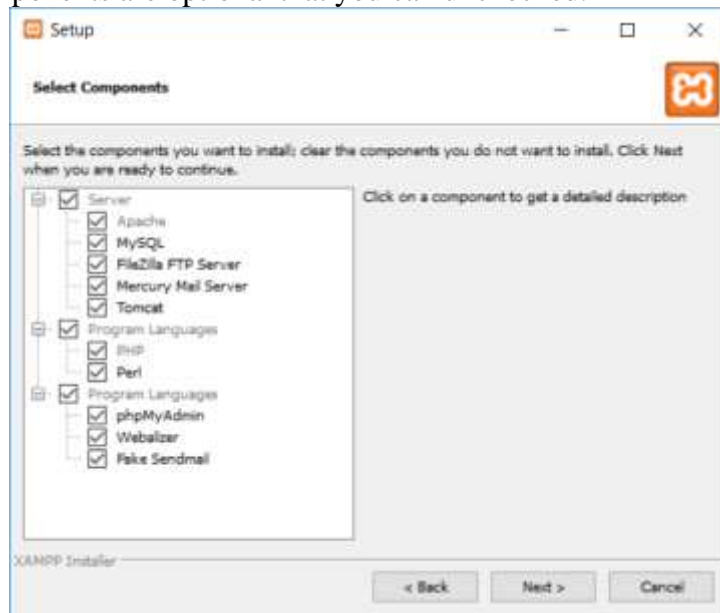 Setup
Select Components
Select the components you want to install; clear the components you do not want to install. Click Next
when you are ready to continue.
Server
Apache
MySQL
FileZilla FTP Server
Mercury Mail Server
Tomcat
Program Languages
PHP
Perl
Program Languages
phpMyAdmin
Webalizer
Fake Sendmail
Click on a component to get a detailed description
XAMPP Installer
< Back
Next >
Cancel